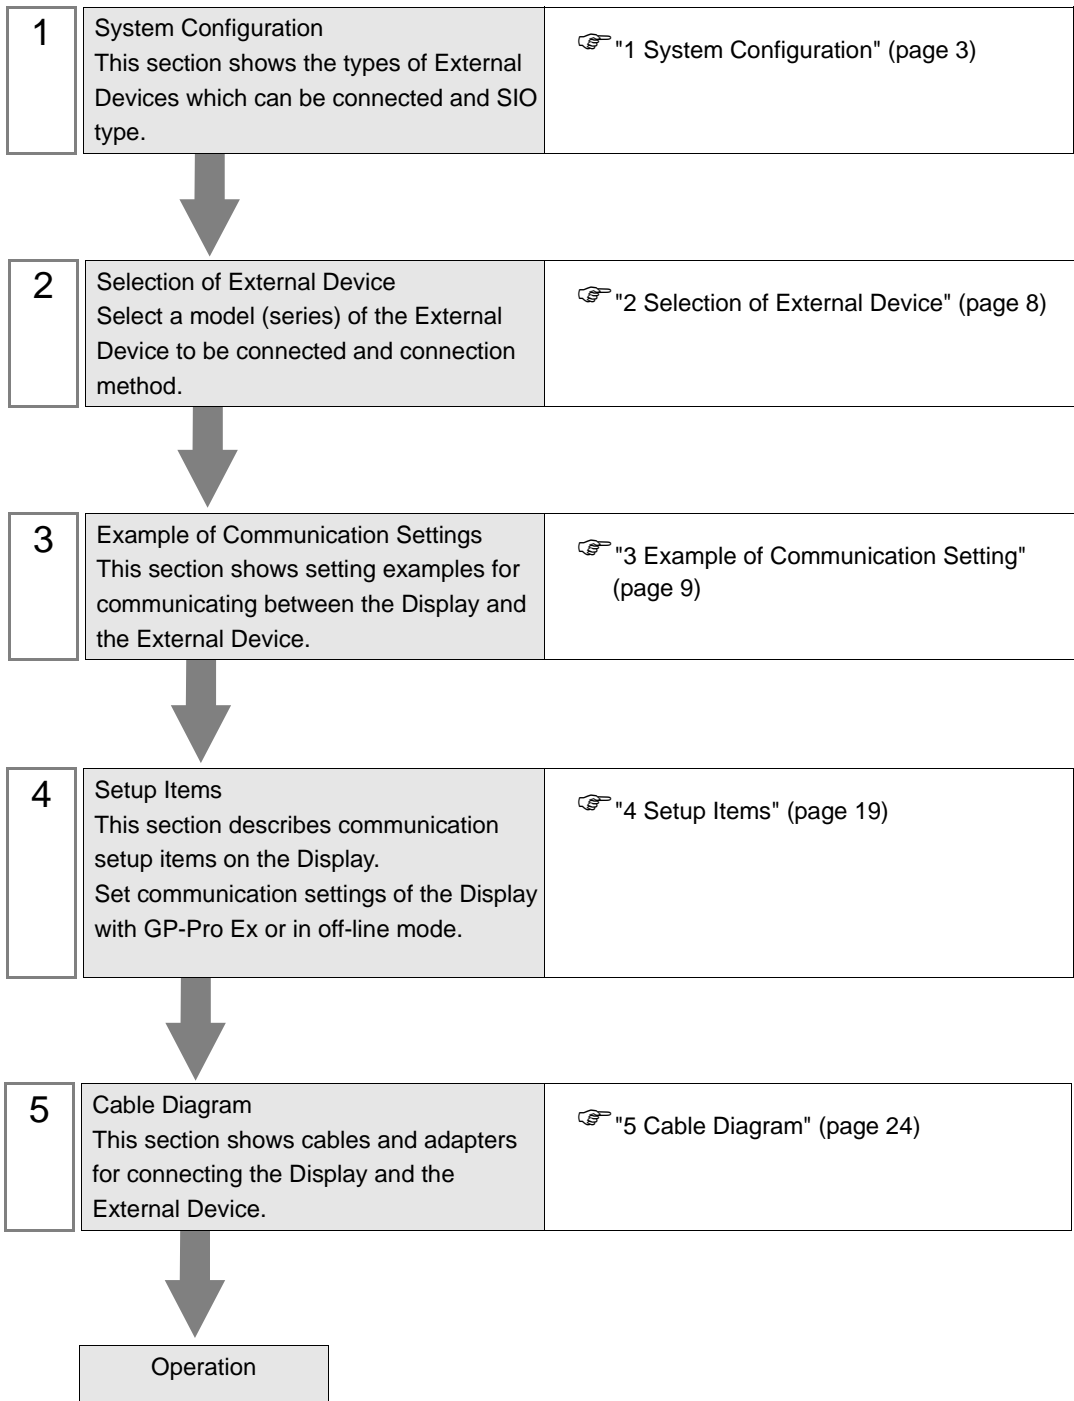 1
System Configuration
This section shows the types of External
Devices which can be connected and SIO
type.
"1 System Configuration" (page 3)
2
Selection of External Device
Select a model (series) of the External
Device to be connected and connection
method.
"2 Selection of External Device" (page 8)
3
Example of Communication Settings
This section shows setting examples for
communicating between the Display and
the External Device.
"3 Example of Communication Setting"
(page 9)
4
Setup Items
This section describes communication
setup items on the Display.
Set communication settings of the Display
with GP-Pro Ex or in off-line mode.
"4 Setup Items" (page 19)
5
Cable Diagram
This section shows cables and adapters
for connecting the Display and the
External Device.
"5 Cable Diagram" (page 24)
Operation